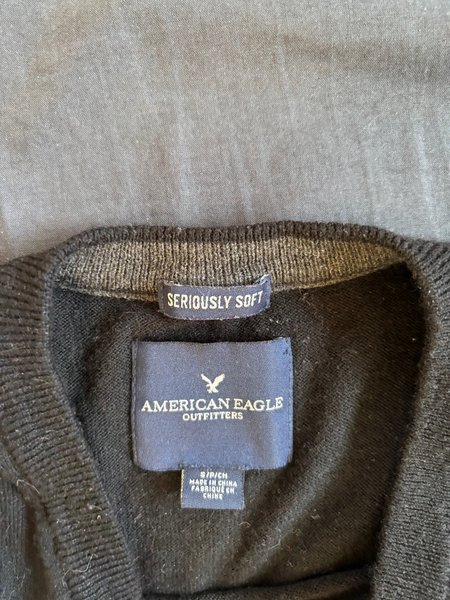 SERIOUSLY SOFT
AMERICAN EAGLE
OUTFITTERS
S/P/CH
MADE IN CHINA
FABRIQUÉ EN
CHINE